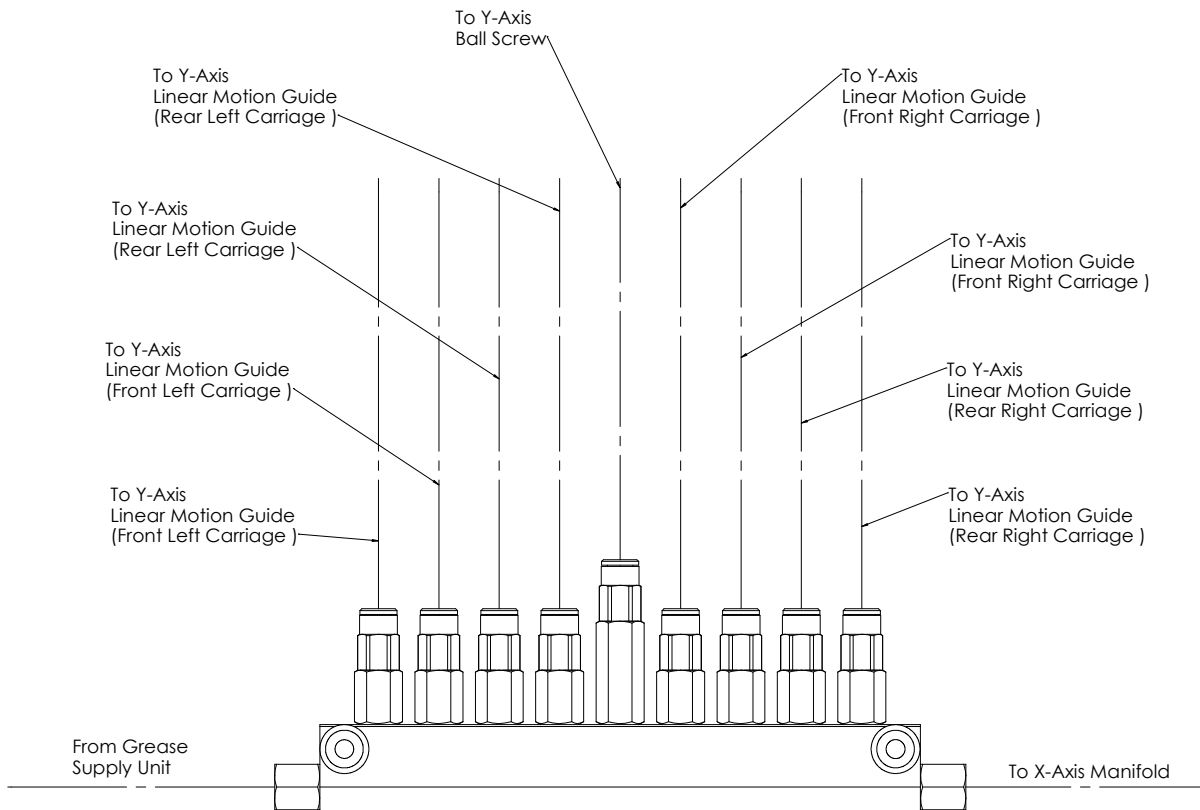 To Y-Axis
Ball Screw
To Y-Axis
Linear Motion Guide
(Rear Left Carriage )
To Y-Axis
Linear Motion Guide
(Front Right Carriage )
To Y-Axis
Linear Motion Guide
(Rear Left Carriage )
To Y-Axis
Linear Motion Guide
(Front Right Carriage )
To Y-Axis
Linear Motion Guide
(Front Left Carriage )
To Y-Axis
Linear Motion Guide
(Rear Right Carriage )
To Y-Axis
Linear Motion Guide
(Front Left Carriage )
To Y-Axis
Linear Motion Guide
(Rear Right Carriage )
From Grease
Supply Unit
To X-Axis Manifold